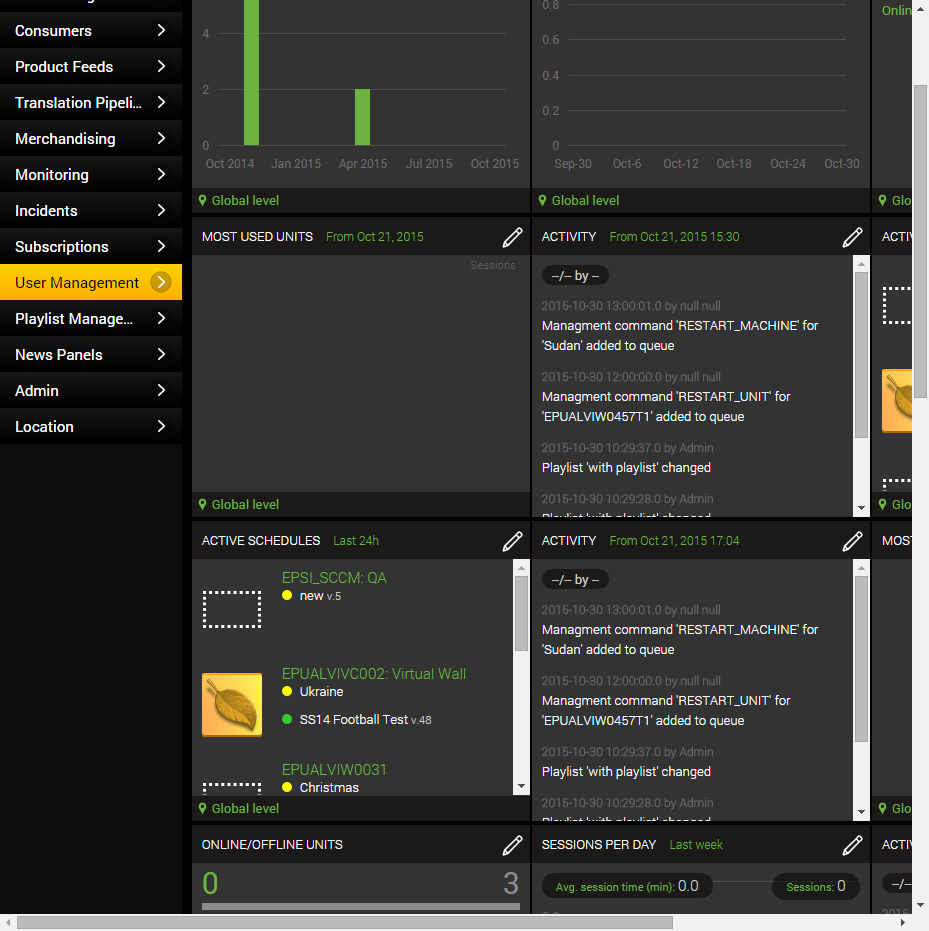 Consumers
Product Feeds
Translation Pipeli...
Merchandising
Monitoring
Incidents
Subscriptions
User Management
Playlist Manage...
News Panels
Admin
Location
4
2
0
Oct 2014 Jan 2015 Apr 2015 Jul 2015 Oct 2015
Global level
0.8
0.6
0.4
0.2
0
Sep-30 Oct-6 Oct-12 Oct-18 Oct-24 Oct-30
Global level
Onlin
Glo
MOST USED UNITS From Oct 21, 2015
Sessions
Global level
ACTIVITY From Oct 21, 2015 15:30
--/-- by --
2015-10-30 13:00:01.0 by null null
Managment command 'RESTART_MACHINE' for
'Sudan' added to queue
2015-10-30 12:00:00.0 by null null
Managment command 'RESTART_UNIT' for
'EPUALVIW0457T1' added to queue
2015-10-30 10:29:37.0 by Admin
Playlist 'with playlist' changed
2015-10-30 10:29:28.0 by Admin
Playlist 'with playlist' changed
ACTIV
Glo
ACTIVE SCHEDULES Last 24h
EPSI_SCCM: QA
new v.5
EPUALVIVC002: Virtual Wall
Ukraine
SS14 Football Test v.48
EPUALVIW0031
Christmas
Global level
ACTIVITY From Oct 21, 2015 17:04
--/-- by --
2015-10-30 13:00:01.0 by null null
Managment command 'RESTART_MACHINE' for
'Sudan' added to queue
2015-10-30 12:00:00.0 by null null
Managment command 'RESTART_UNIT' for
'EPUALVIW0457T1' added to queue
2015-10-30 10:29:37.0 by Admin
Playlist 'with playlist' changed
2015-10-30 10:29:28.0 by Admin
Playlist 'with playlist' changed
MOST
Glo
ONLINE/OFFLINE UNITS
0 3
SESSIONS PER DAY Last week
Avg. session time (min): 0.0 Sessions: 0
ACTIV
--/--
2015